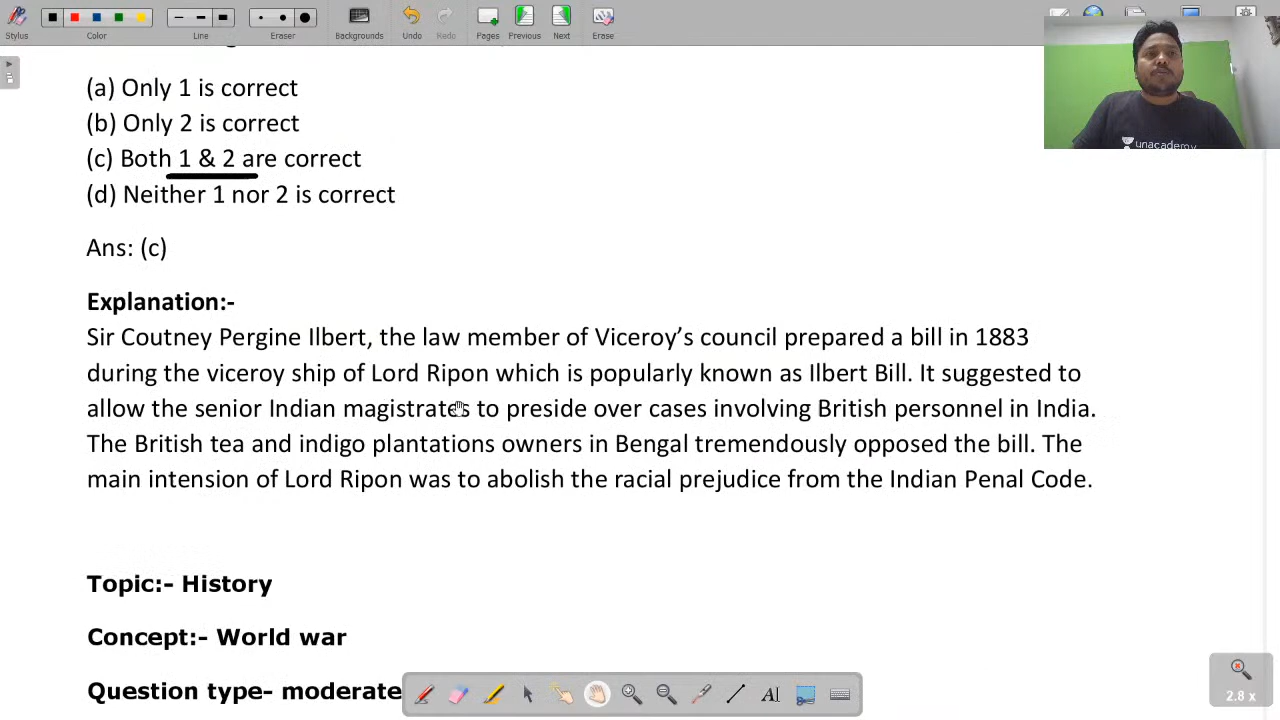 Stylus
Color
Line
Eraser
Backgrounds
Undo
Redo
Pages
Previous
Next
Erase
unacademy
(a) Only 1 is correct
(b) Only 2 is correct
(c) Both 1 & 2 are correct
(d) Neither 1 nor 2 is correct
Ans: (c)
Explanation:-
Sir Coutney Pergine Ilbert, the law member of Viceroy’s council prepared a bill in 1883
during the viceroy ship of Lord Ripon which is popularly known as Ilbert Bill. It suggested to
allow the senior Indian magistrates to preside over cases involving British personnel in India.
The British tea and indigo plantations owners in Bengal tremendously opposed the bill. The
main intension of Lord Ripon was to abolish the racial prejudice from the Indian Penal Code.
Topic:- History
Concept:- World war
Question type- moderate
AI
2.8 x